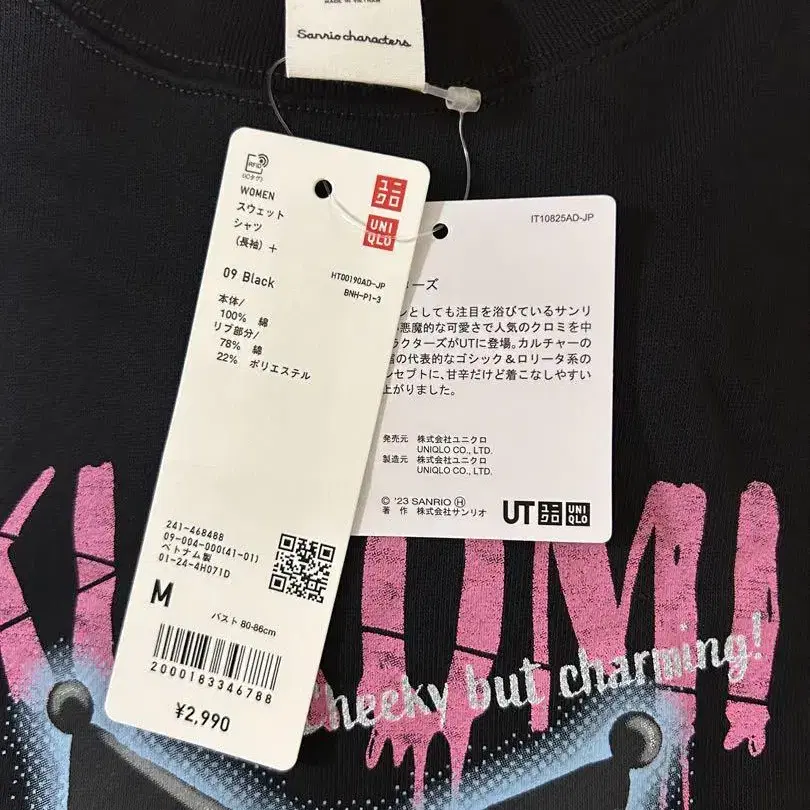 MADE IN VIETNAM
Sanrio characters
RFID
WOMEN
スウェット
シャツ
(長袖) +
ユニ
クロ
UNI
QLO
09 Black
HT00190AD-JP
BNH-P1-3
本体/
100% 綿
リブ部分/
78% 綿
22% ポリエステル
241-468488
09-004-000(41-01)
ベトナム製
01-24-4H071D
M
バスト 80-86cm
2000183346788
¥2,990
IT10825AD-JP
ーズ
ンとしても注目を浴びているサンリ
悪魔的な可愛さで人気のクロミを中
ラクターズがUTに登場。カルチャーの
の代表的なゴシック&ロリータ系の
セプトに、甘辛だけど着こなしやすい
上がりました。
発売元 株式会社ユニクロ
UNIQLO CO., LTD.
製造元 株式会社ユニクロ
UNIQLO CO., LTD.
© '23 SANRIO Ⓗ
著作 株式会社サンリオ
UT ユニクロ UNIQLO
Cheeky but charming!